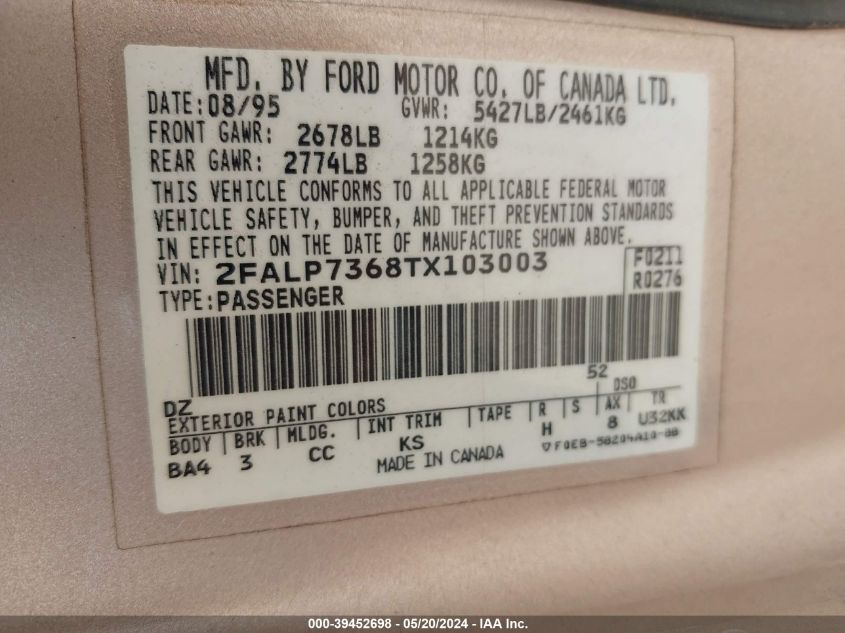 MFD. BY FORD MOTOR CO. OF CANADA LTD.
DATE: 08/95 GVWR: 5427LB/2461KG
FRONT GAWR: 2678LB 1214KG
REAR GAWR: 2774LB 1258KG
THIS VEHICLE CONFORMS TO ALL APPLICABLE FEDERAL MOTOR
VEHICLE SAFETY, BUMPER, AND THEFT PREVENTION STANDARDS
IN EFFECT ON THE DATE OF MANUFACTURE SHOWN ABOVE.
VIN: 2FALP7368TX103003 F0211
TYPE: PASSENGER R0276
52
DZ DSO
EXTERIOR PAINT COLORS
BODY BRK MLDG. INT TRIM TAPE R S AX TR
BA4 3 CC KS H 8 U32KK
MADE IN CANADA ▽F0EB-58204A10-BB
000-39452698 - 05/20/2024 - IAA Inc.